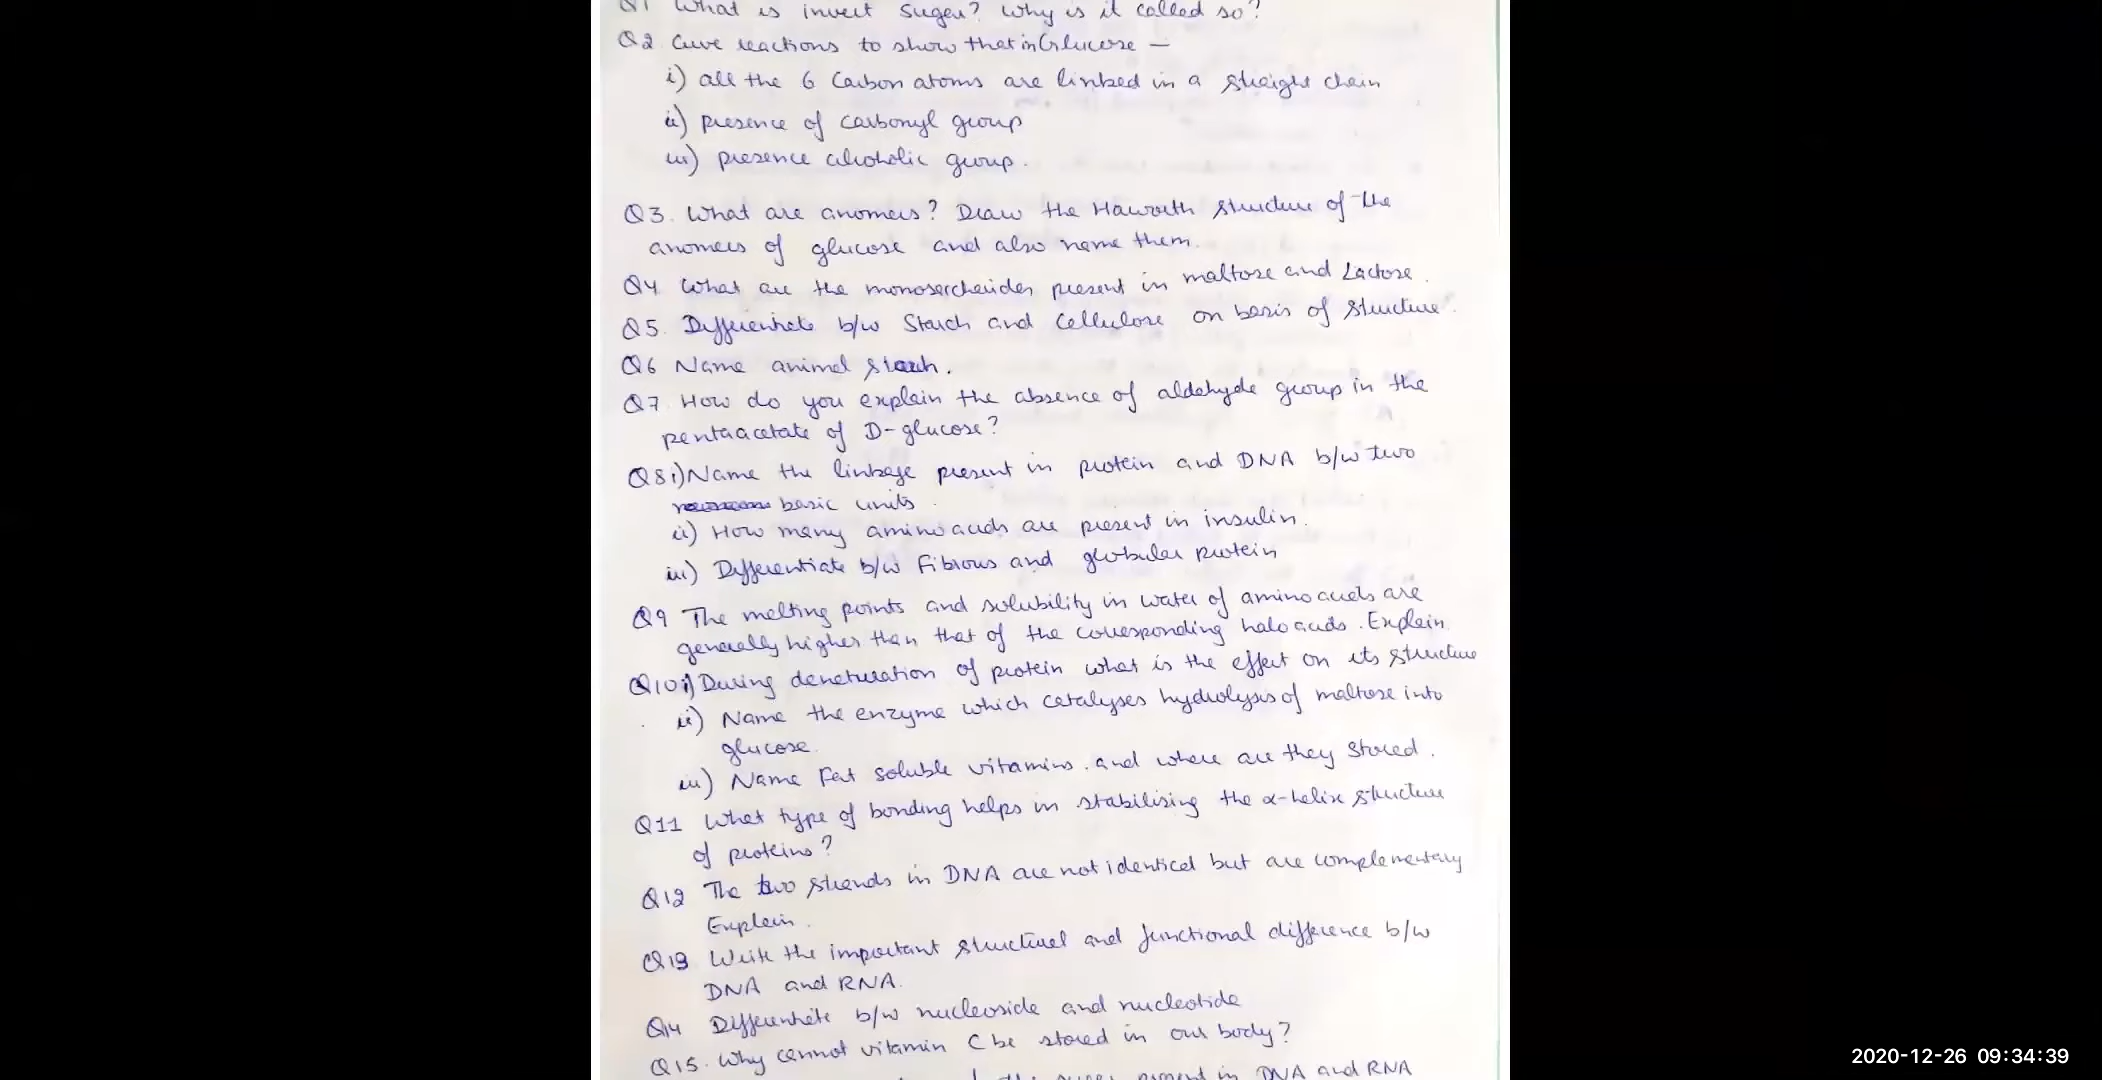 Q1 What is invert sugar? Why is it called so?
Q2 Give reactions to show that in Glucose —
i) all the 6 Carbon atoms are linked in a straight chain
ii) presence of carbonyl group
iii) presence alcoholic group.
Q3. What are anomers? Draw the Haworth structure of the
anomers of glucose and also name them.
Q4 What are the monosaccharides present in maltose and Lactose.
Q5. Differentiate b/w Starch and Cellulose on basis of structure.
Q6 Name animal starch.
Q7 How do you explain the absence of aldehyde group in the
pentaacetate of D-glucose?
Q8 i) Name the linkage present in protein and DNA b/w two
basic units.
ii) How many amino acids are present in insulin.
iii) Differentiate b/w Fibrous and globular protein
Q9 The melting points and solubility in water of amino acids are
generally higher than that of the corresponding halo acids. Explain.
Q10 i) During denaturation of protein what is the effect on its structure
ii) Name the enzyme which catalyses hydrolysis of maltose into
glucose.
iii) Name Fat soluble vitamins. and where are they stored.
Q11 What type of bonding helps in stabilising the α-helix structure
of proteins?
Q12 The two strands in DNA are not identical but are complementary
Explain.
Q13 Write the important structural and functional difference b/w
DNA and RNA.
Q14 Differentiate b/w nucleoside and nucleotide
Q15. Why cannot vitamin C be stored in our body?
the sugar present in DNA and RNA
2020-12-26 09:34:39